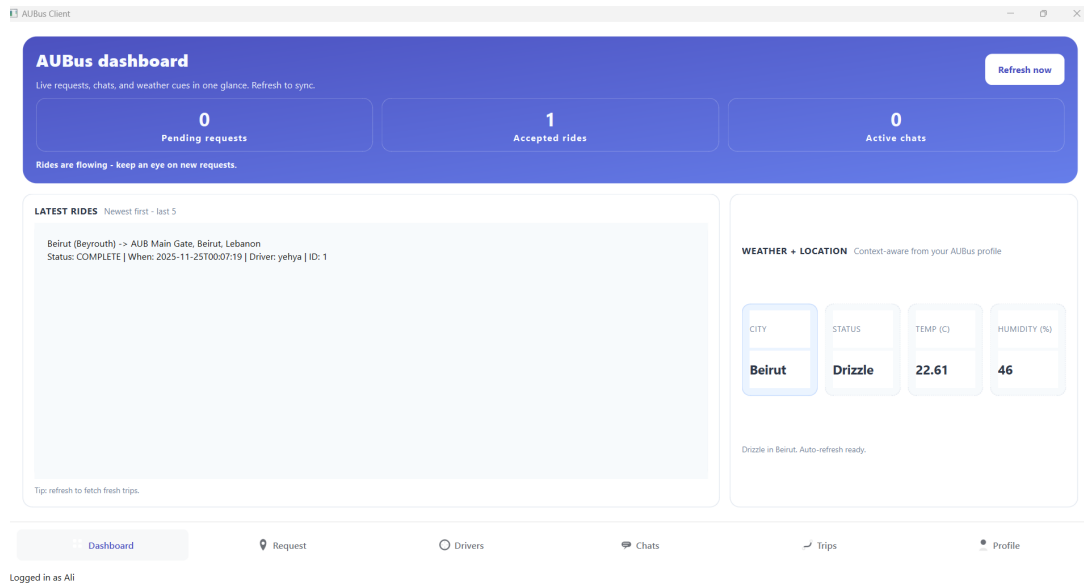 AUBus Client
AUBus dashboard
Live requests, chats, and weather cues in one glance. Refresh to sync.
Refresh now
0
Pending requests
1
Accepted rides
0
Active chats
Rides are flowing - keep an eye on new requests.
LATEST RIDES Newest first - last 5
Beirut (Beyrouth) -> AUB Main Gate, Beirut, Lebanon
Status: COMPLETE | When: 2025-11-25T00:07:19 | Driver: yehya | ID: 1
Tip: refresh to fetch fresh trips.
WEATHER + LOCATION Context-aware from your AUBus profile
CITY
Beirut
STATUS
Drizzle
TEMP (C)
22.61
HUMIDITY (%)
46
Drizzle in Beirut. Auto-refresh ready.
Dashboard
Request
Drivers
Chats
Trips
Profile
Logged in as Ali